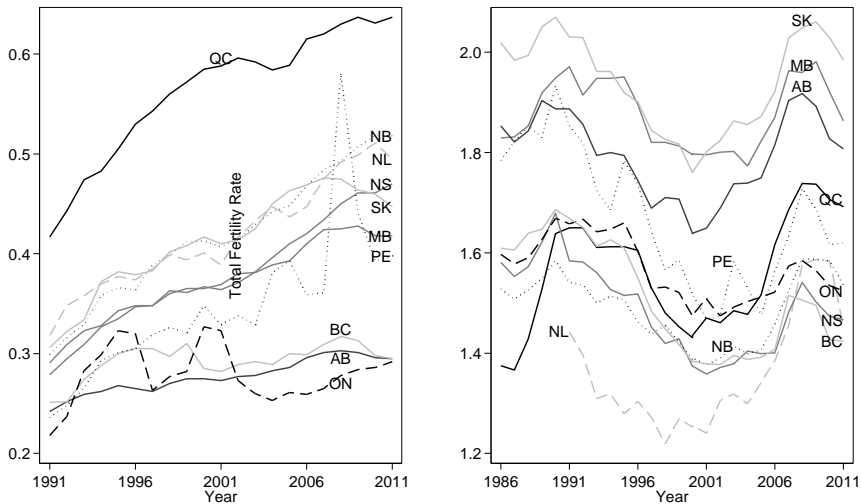 0.6
0.5
0.4
0.3
0.2
QC
NB
NL
NS
SK
MB
PE
BC
AB
ON
1991 1996 2001 2006 2011
Year
Total Fertility Rate
2.0
1.8
1.6
1.4
1.2
SK
MB
AB
QC
PE
ON
NS
NL
NB
BC
1986 1991 1996 2001 2006 2011
Year